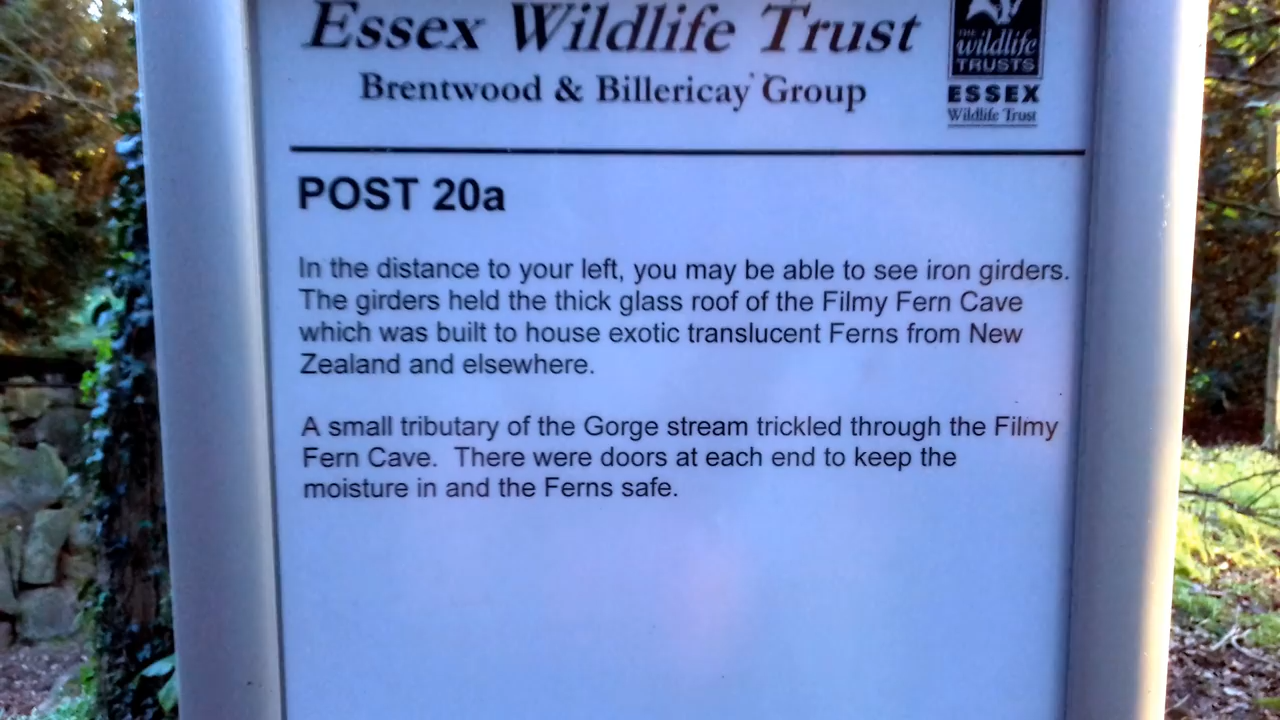 Essex Wildlife Trust
Brentwood & Billericay Group
THE
wildlife
TRUSTS
ESSEX
Wildlife Trust
POST 20a
In the distance to your left, you may be able to see iron girders.
The girders held the thick glass roof of the Filmy Fern Cave
which was built to house exotic translucent Ferns from New
Zealand and elsewhere.
A small tributary of the Gorge stream trickled through the Filmy
Fern Cave.  There were doors at each end to keep the
moisture in and the Ferns safe.